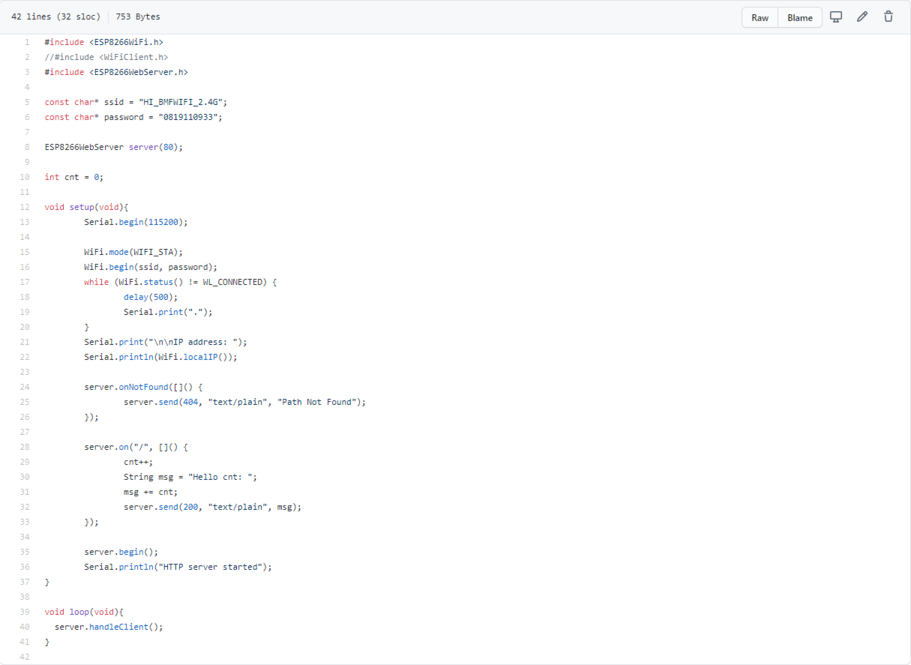 42 lines (32 sloc) 753 Bytes Raw Blame
1 #include <ESP8266WiFi.h>
2 //#include <WiFiClient.h>
3 #include <ESP8266WebServer.h>
4
5 const char* ssid = "HI_BMFWIFI_2.4G";
6 const char* password = "0819110933";
7
8 ESP8266WebServer server(80);
9
10 int cnt = 0;
11
12 void setup(void){
13 Serial.begin(115200);
14
15 WiFi.mode(WIFI_STA);
16 WiFi.begin(ssid, password);
17 while (WiFi.status() != WL_CONNECTED) {
18 delay(500);
19 Serial.print(".");
20 }
21 Serial.print("\n\nIP address: ");
22 Serial.println(WiFi.localIP());
23
24 server.onNotFound([]() {
25 server.send(404, "text/plain", "Path Not Found");
26 });
27
28 server.on("/", []() {
29 cnt++;
30 String msg = "Hello cnt: ";
31 msg += cnt;
32 server.send(200, "text/plain", msg);
33 });
34
35 server.begin();
36 Serial.println("HTTP server started");
37 }
38
39 void loop(void){
40 server.handleClient();
41 }
42